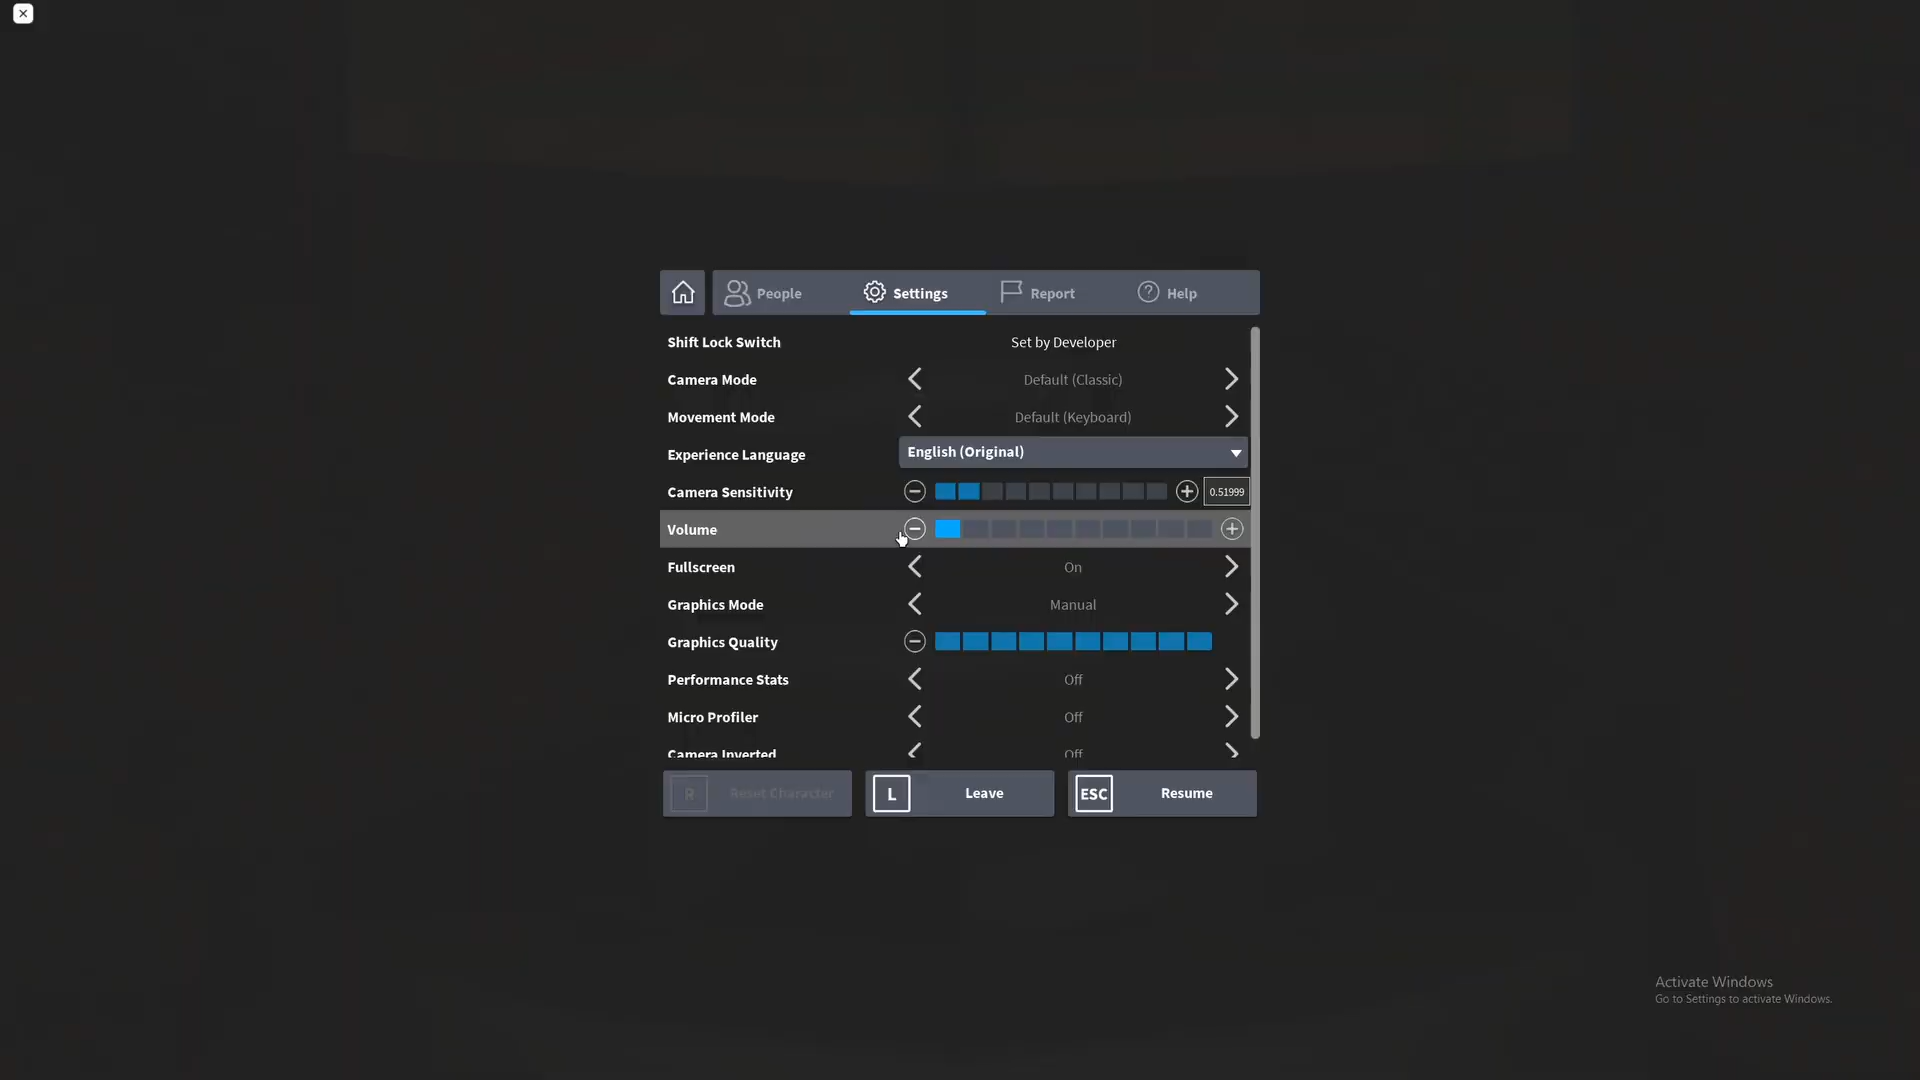 People
Settings
Report
Help
Shift Lock Switch
Set by Developer
Camera Mode
Default (Classic)
Movement Mode
Default (Keyboard)
Experience Language
English (Original)
Camera Sensitivity
0.51999
Volume
Fullscreen
On
Graphics Mode
Manual
Graphics Quality
Performance Stats
Off
Micro Profiler
Off
Camera Inverted
Off
R
Reset Character
L
Leave
ESC
Resume
Activate Windows
Go to Settings to activate Windows.